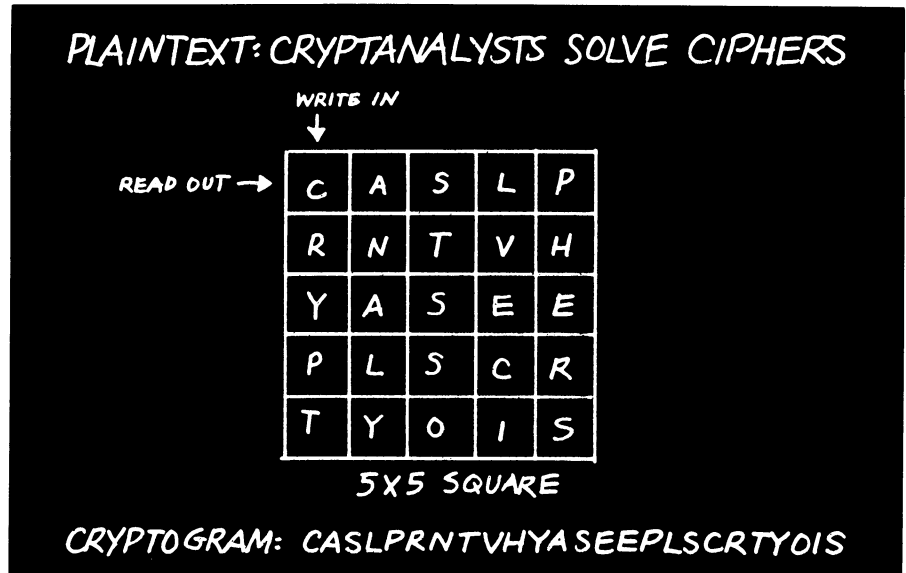 PLAINTEXT: CRYPTANALYSTS SOLVE CIPHERS
WRITE IN
READ OUT
C A S L P
R N T V H
Y A S E E
P L S C R
T Y O I S
5X5 SQUARE
CRYPTOGRAM: CASLPRNTVHYASEEPLSCRTYOIS